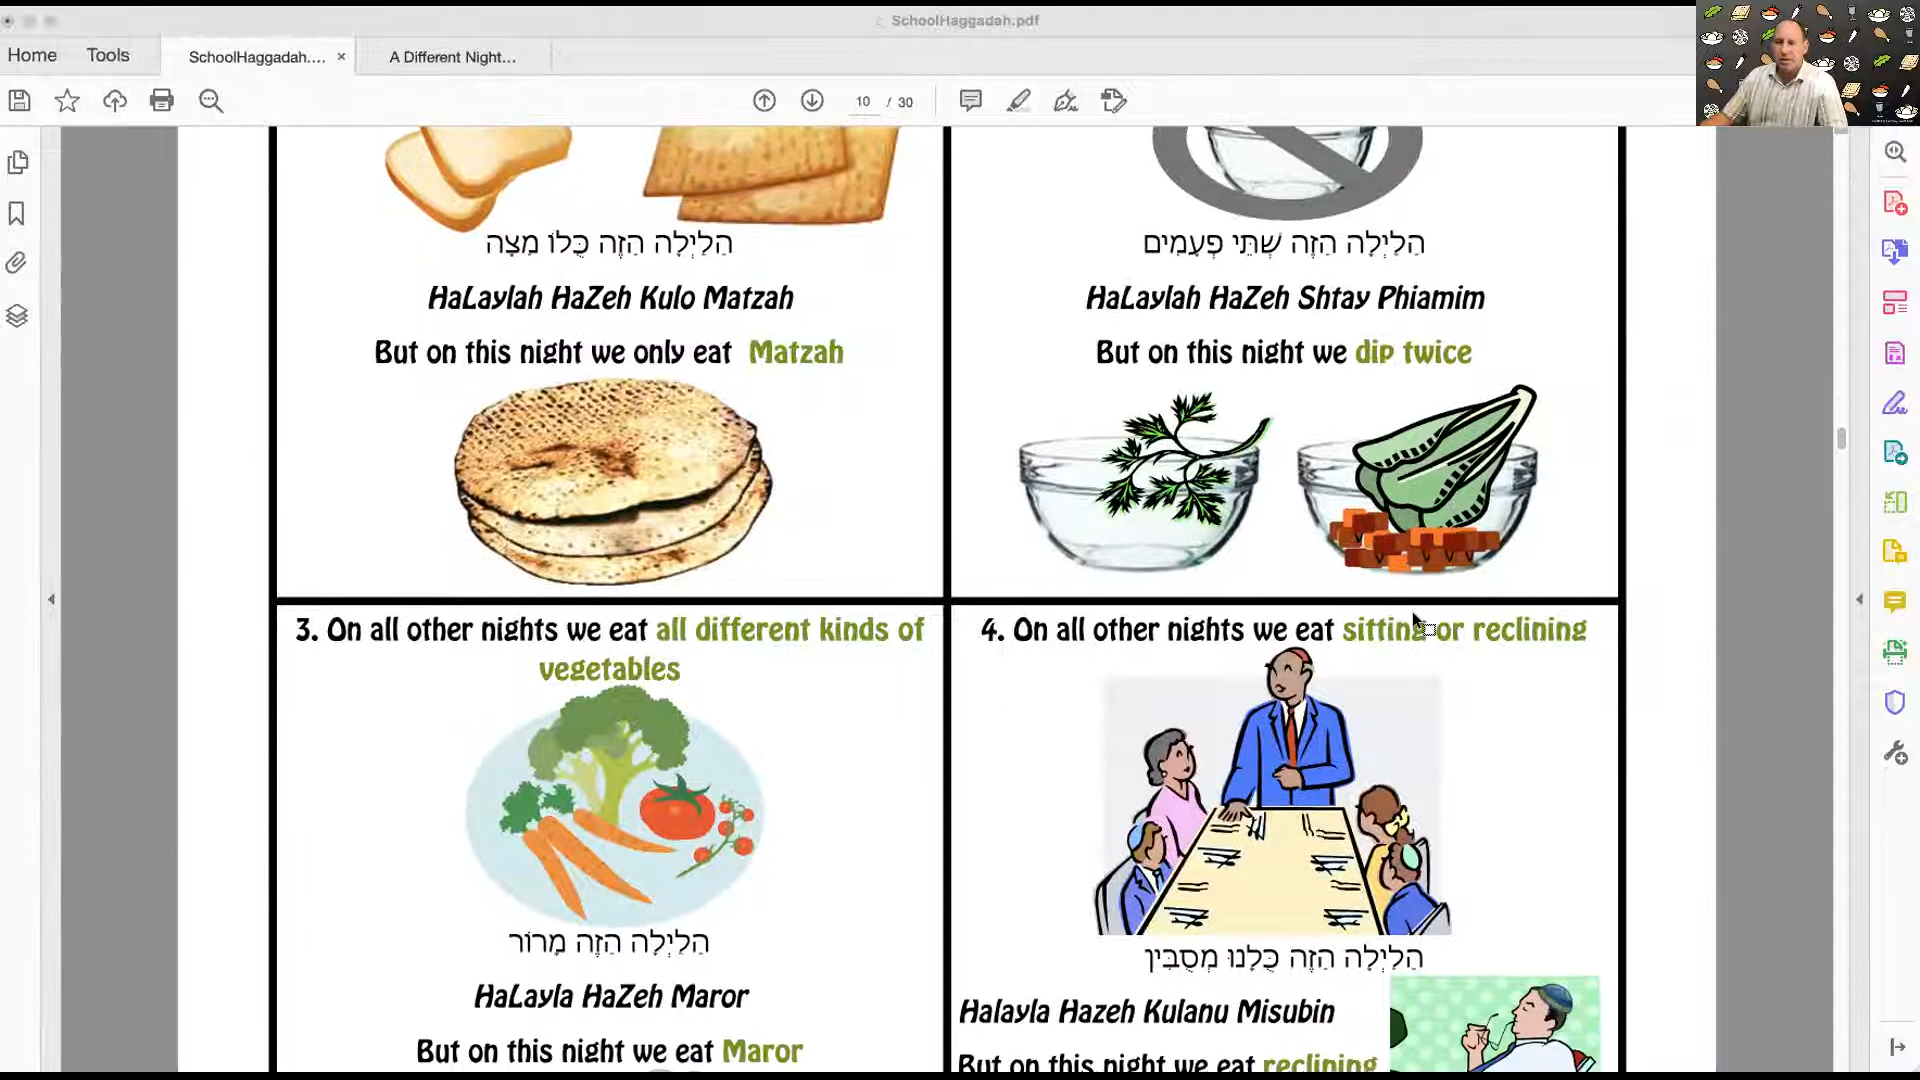 SchoolHaggadah.pdf
Home
Tools
SchoolHaggadah....
A Different Night...
10 / 30
הַלַּיְלָה הַזֶּה כֻּלּוֹ מַצָּה
HaLaylah HaZeh Kulo Matzah
But on this night we only eat Matzah
הַלַּיְלָה הַזֶּה שְׁתֵּי פְעָמִים
HaLaylah HaZeh Shtay Phiamim
But on this night we dip twice
3. On all other nights we eat all different kinds of
vegetables
הַלַּיְלָה הַזֶּה מָרוֹר
HaLayla HaZeh Maror
But on this night we eat Maror
4. On all other nights we eat sitting or reclining
הַלַּיְלָה הַזֶּה כֻּלָּנוּ מְסֻבִּין
Halayla Hazeh Kulanu Misubin
But on this night we eat reclining